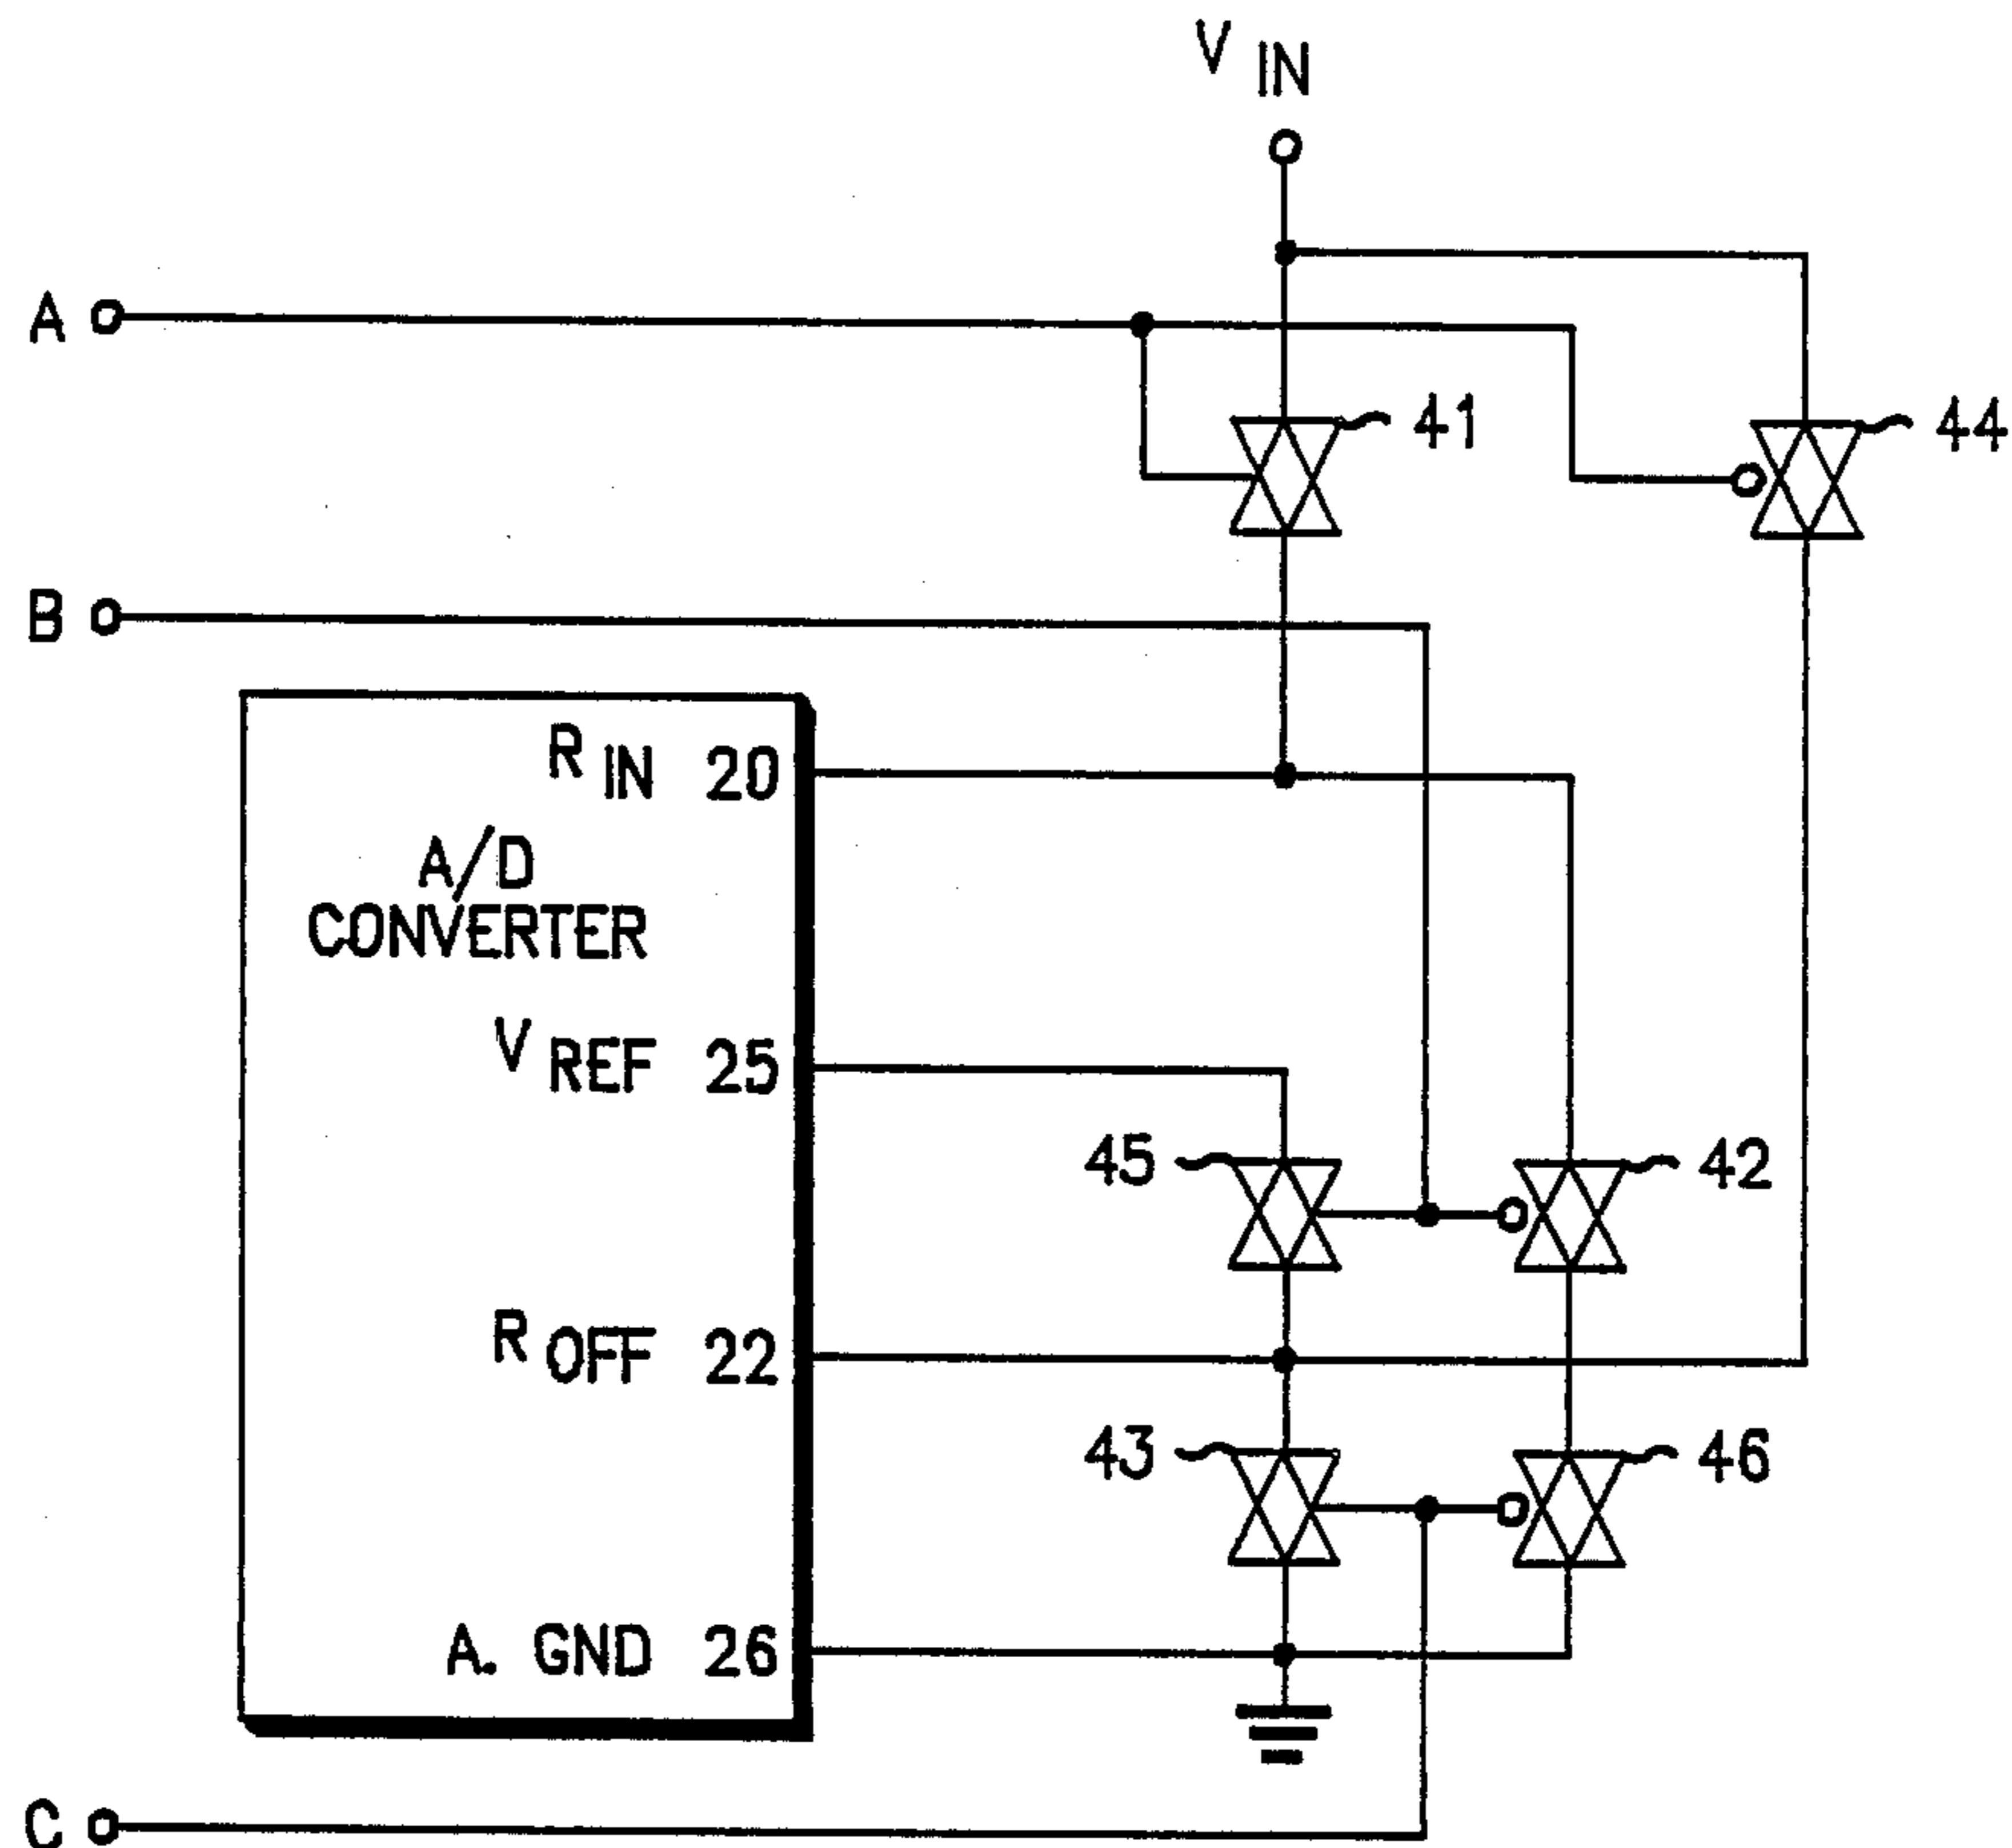 V IN
A
41
44
B
R IN 20
A/D
CONVERTER
V REF 25
45
42
R OFF 22
43
46
A. GND 26
C